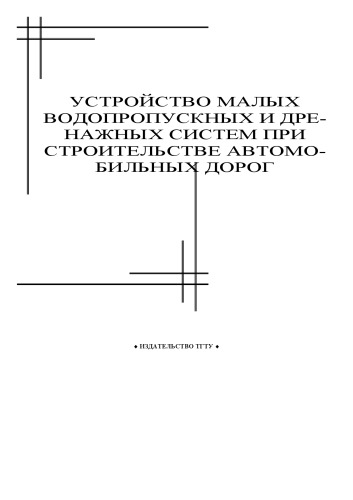 УСТРОЙСТВО МАЛЫХ
ВОДОПРОПУСКНЫХ И ДРЕ-
НАЖНЫХ СИСТЕМ ПРИ
СТРОИТЕЛЬСТВЕ АВТОМО-
БИЛЬНЫХ ДОРОГ
♦ ИЗДАТЕЛЬСТВО ТГТУ ♦